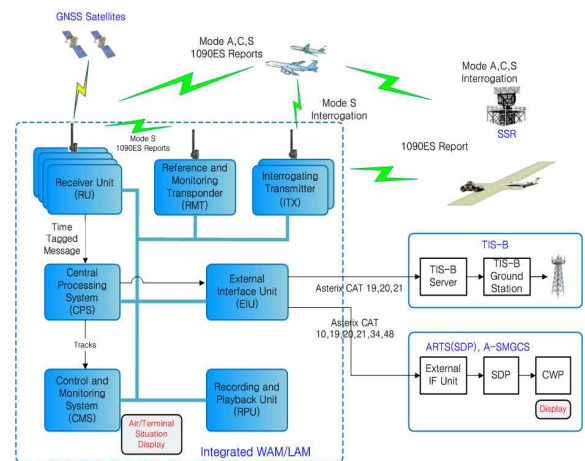 GNSS Satellites
Mode A,C,S
1090ES Reports
Mode A,C,S
Interrogation
SSR
Mode S
Interrogation
Mode S
1090ES Reports
1090ES Report
Receiver Unit
(RU)
Reference and
Monitoring
Transponder
(RMT)
Interrogating
Transmitter
(ITX)
Time
Tagged
Message
Central
Processing
System
(CPS)
External
Interface Unit
(EIU)
Asterix CAT 19,20,21
Asterix CAT
10,19,20,21,34,48
Tracks
Control and
Monitoring
System
(CMS)
Recording and
Playback Unit
(RPU)
Air/Terminal
Situation
Display
Integrated WAM/LAM
TIS-B
TIS-B
Server
TIS-B
Ground
Station
ARTS(SDP), A-SMGCS
External
IF Unit
SDP
CWP
Display